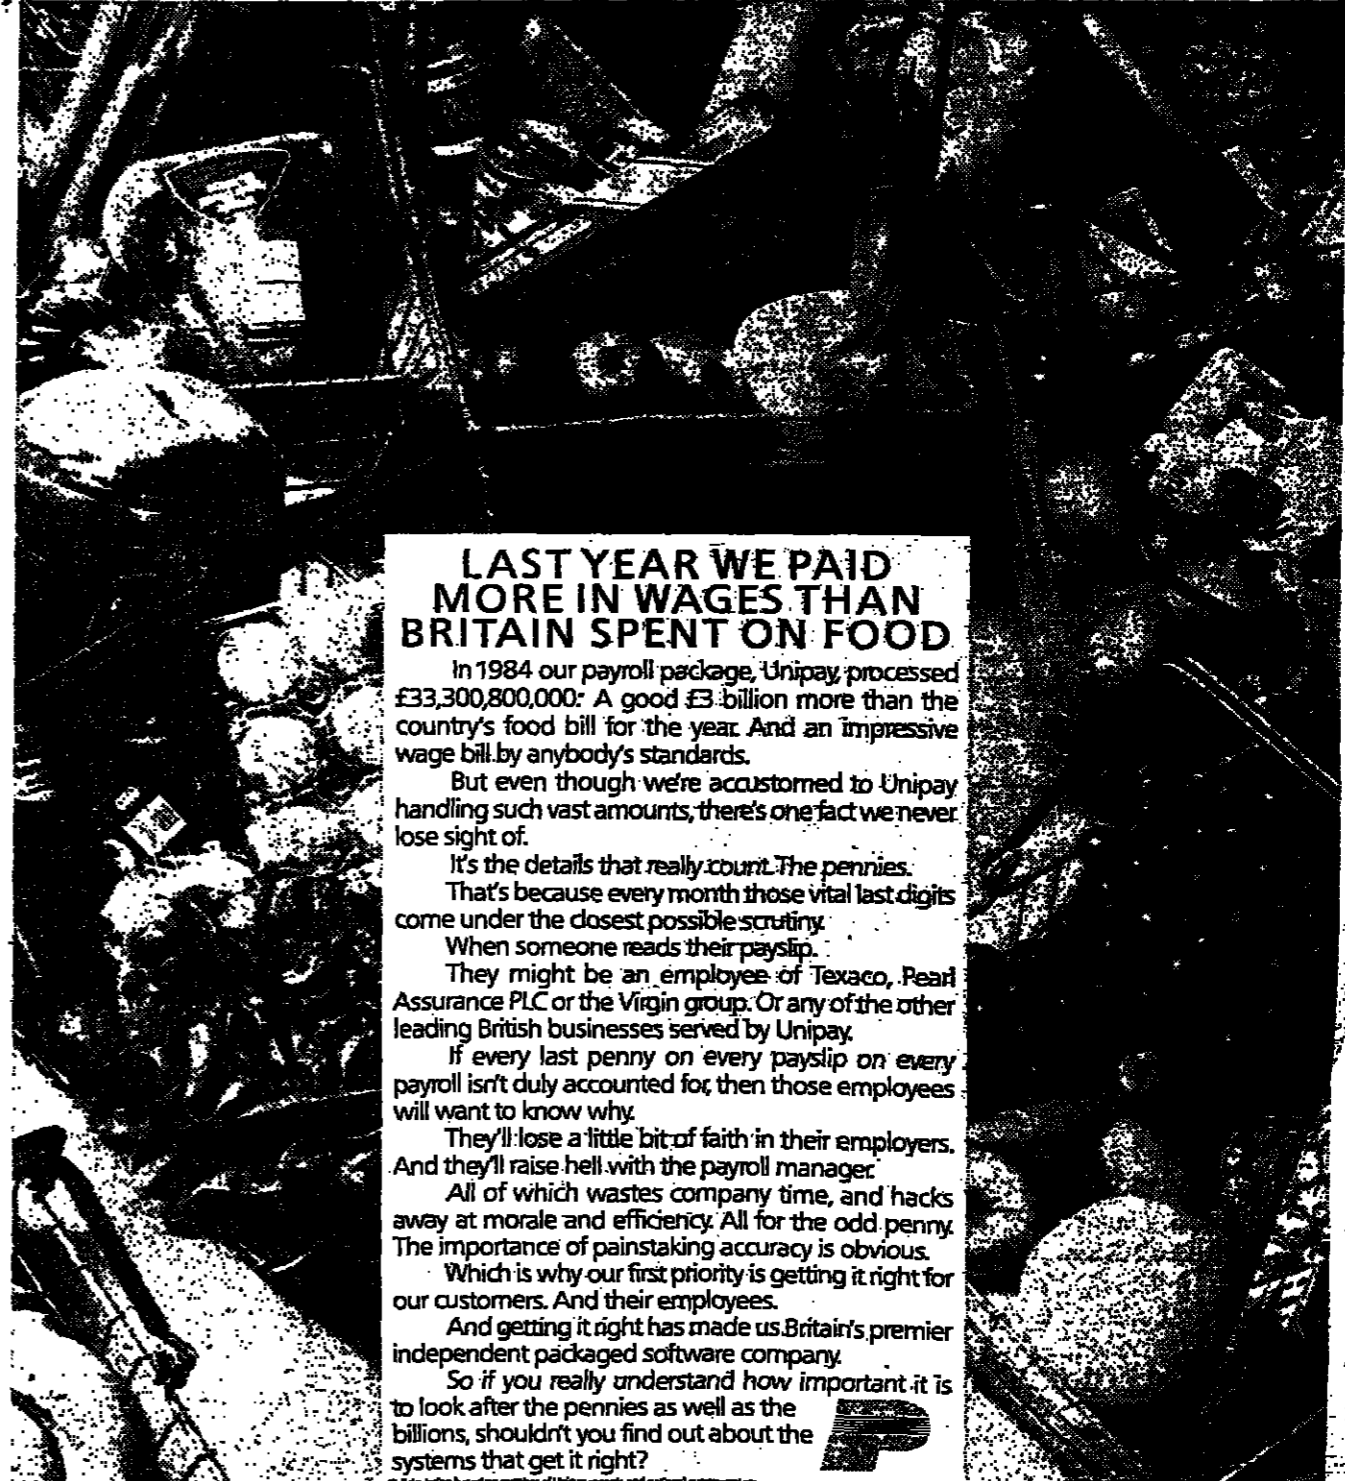 LAST YEAR WE PAID
MORE IN WAGES THAN
BRITAIN SPENT ON FOOD
In 1984 our payroll package, Unipay, processed
£33,300,800,000. A good £3 billion more than the
country's food bill for the year. And an impressive
wage bill by anybody's standards.
But even though we're accustomed to Unipay
handling such vast amounts, there's one fact we never
lose sight of.
It's the details that really count. The pennies.
That's because every month those vital last digits
come under the closest possible scrutiny.
When someone reads their payslip.
They might be an employee of Texaco, Pearl
Assurance PLC or the Virgin group. Or any of the other
leading British businesses served by Unipay.
If every last penny on every payslip on every
payroll isn't duly accounted for, then those employees
will want to know why.
They'll lose a little bit of faith in their employers.
And they'll raise hell with the payroll manager.
All of which wastes company time, and hacks
away at morale and efficiency. All for the odd penny.
The importance of painstaking accuracy is obvious.
Which is why our first priority is getting it right for
our customers. And their employees.
And getting it right has made us Britain's premier
independent packaged software company.
So if you really understand how important it is
to look after the pennies as well as the
billions, shouldn't you find out about the
systems that get it right?
P